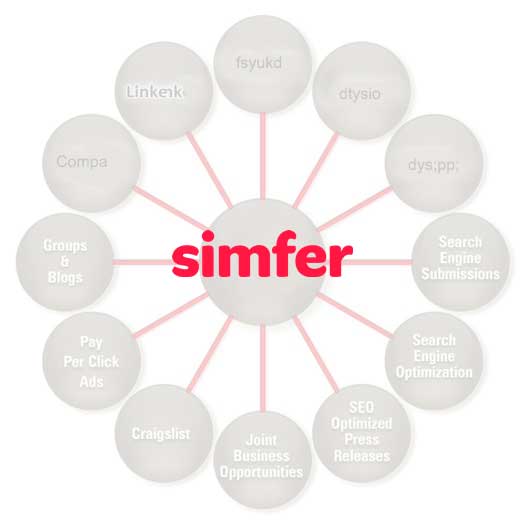 fsyukd
dtysio
dys;pp;
Search
Engine
Submissions
Search
Engine
Optimization
SEO
Optimized
Press
Releases
Joint
Business
Opportunities
Craigslist
Pay
Per Click
Ads
Groups
&
Blogs
Compa
simfer